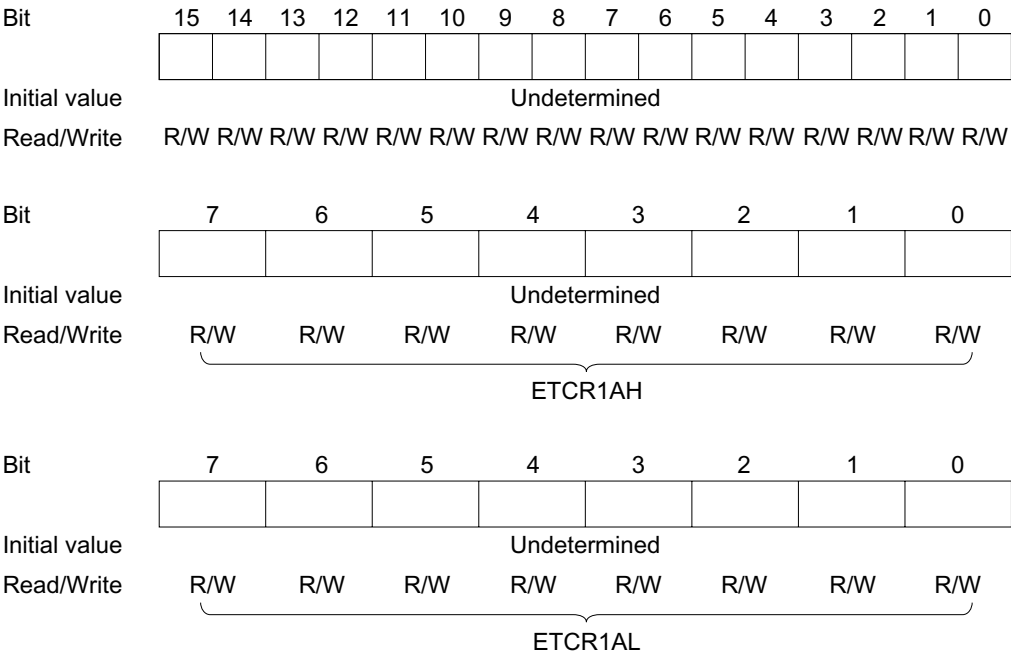 Bit 15 14 13 12 11 10 9 8 7 6 5 4 3 2 1 0
Initial value Undetermined
Read/Write R/W R/W R/W R/W R/W R/W R/W R/W R/W R/W R/W R/W R/W R/W R/W R/W
Bit 7 6 5 4 3 2 1 0
Initial value Undetermined
Read/Write R/W R/W R/W R/W R/W R/W R/W R/W
ETCR1AH
Bit 7 6 5 4 3 2 1 0
Initial value Undetermined
Read/Write R/W R/W R/W R/W R/W R/W R/W R/W
ETCR1AL